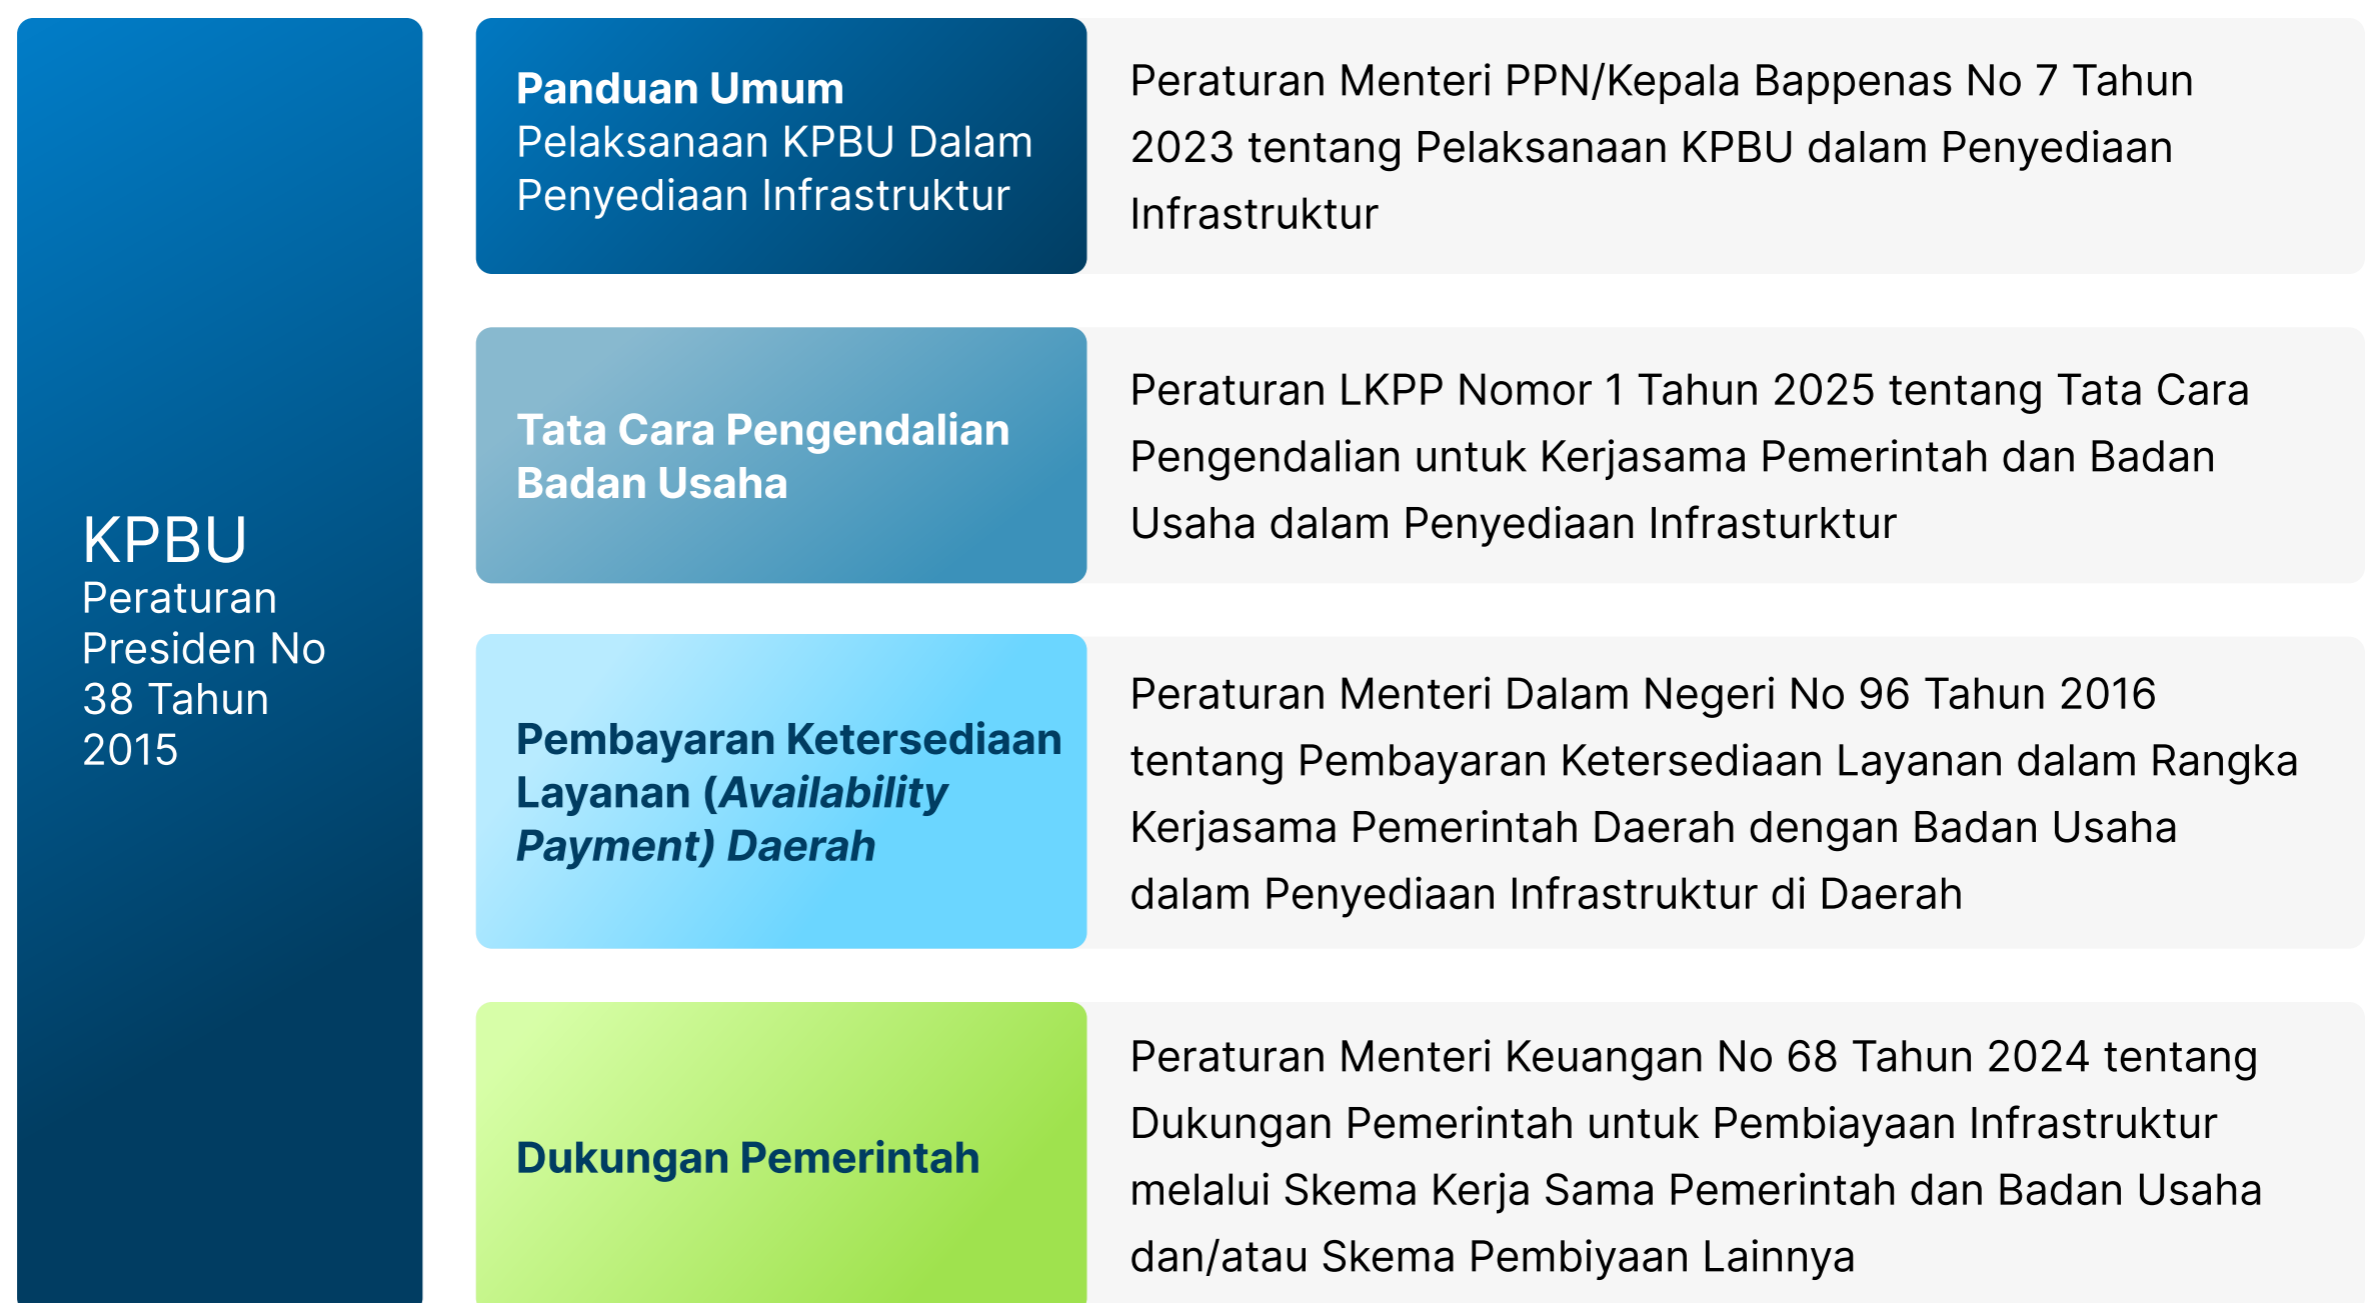 KPBU
Peraturan
Presiden No
38 Tahun
2015
Panduan Umum
Pelaksanaan KPBU Dalam
Penyediaan Infrastruktur
Peraturan Menteri PPN/Kepala Bappenas No 7 Tahun
2023 tentang Pelaksanaan KPBU dalam Penyediaan
Infrastruktur
Tata Cara Pengendalian
Badan Usaha
Peraturan LKPP Nomor 1 Tahun 2025 tentang Tata Cara
Pengendalian untuk Kerjasama Pemerintah dan Badan
Usaha dalam Penyediaan Infrasturktur
Pembayaran Ketersediaan
Layanan (Availability
Payment) Daerah
Peraturan Menteri Dalam Negeri No 96 Tahun 2016
tentang Pembayaran Ketersediaan Layanan dalam Rangka
Kerjasama Pemerintah Daerah dengan Badan Usaha
dalam Penyediaan Infrastruktur di Daerah
Dukungan Pemerintah
Peraturan Menteri Keuangan No 68 Tahun 2024 tentang
Dukungan Pemerintah untuk Pembiayaan Infrastruktur
melalui Skema Kerja Sama Pemerintah dan Badan Usaha
dan/atau Skema Pembiyaan Lainnya